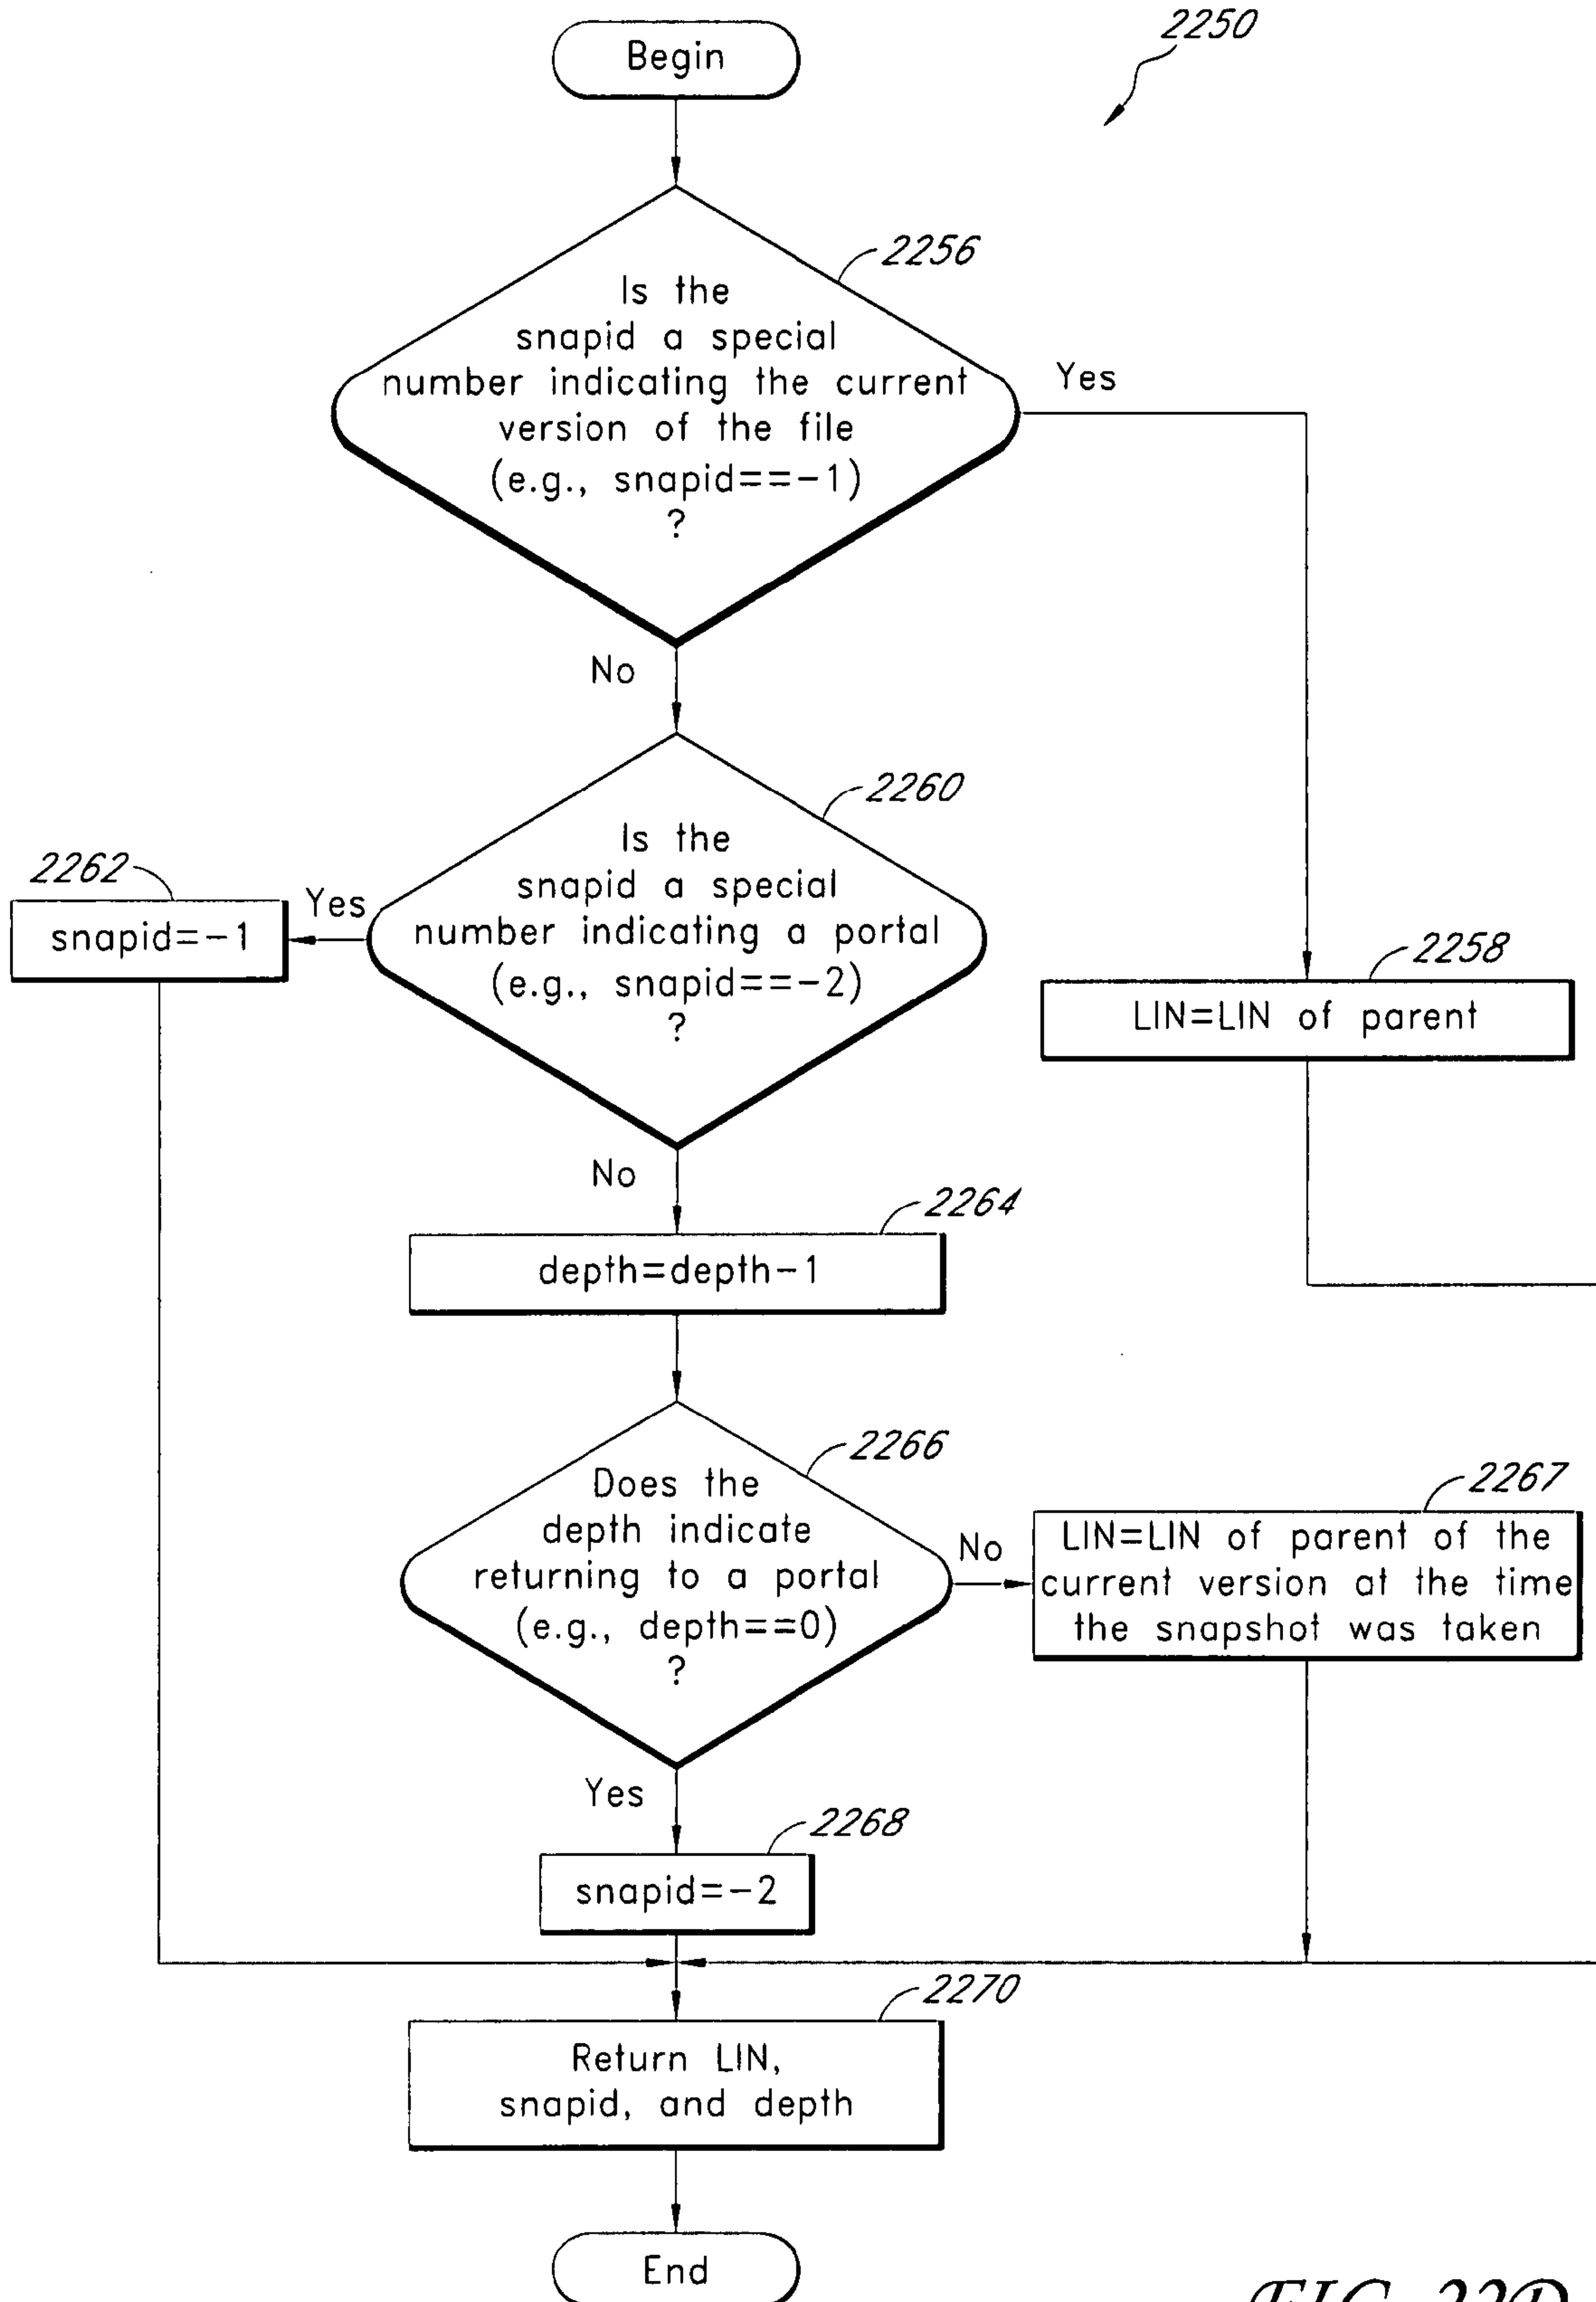 Begin
2250
2256
Is the
snapid a special
number indicating the current
version of the file
(e.g., snapid==-1)
?
Yes
No
2260
Is the
snapid a special
number indicating a portal
(e.g., snapid==-2)
?
2262
Yes
snapid=-1
2258
LIN=LIN of parent
No
2264
depth=depth-1
2266
Does the
depth indicate
returning to a portal
(e.g., depth==0)
?
No
2267
LIN=LIN of parent of the
current version at the time
the snapshot was taken
Yes
2268
snapid=-2
2270
Return LIN,
snapid, and depth
End